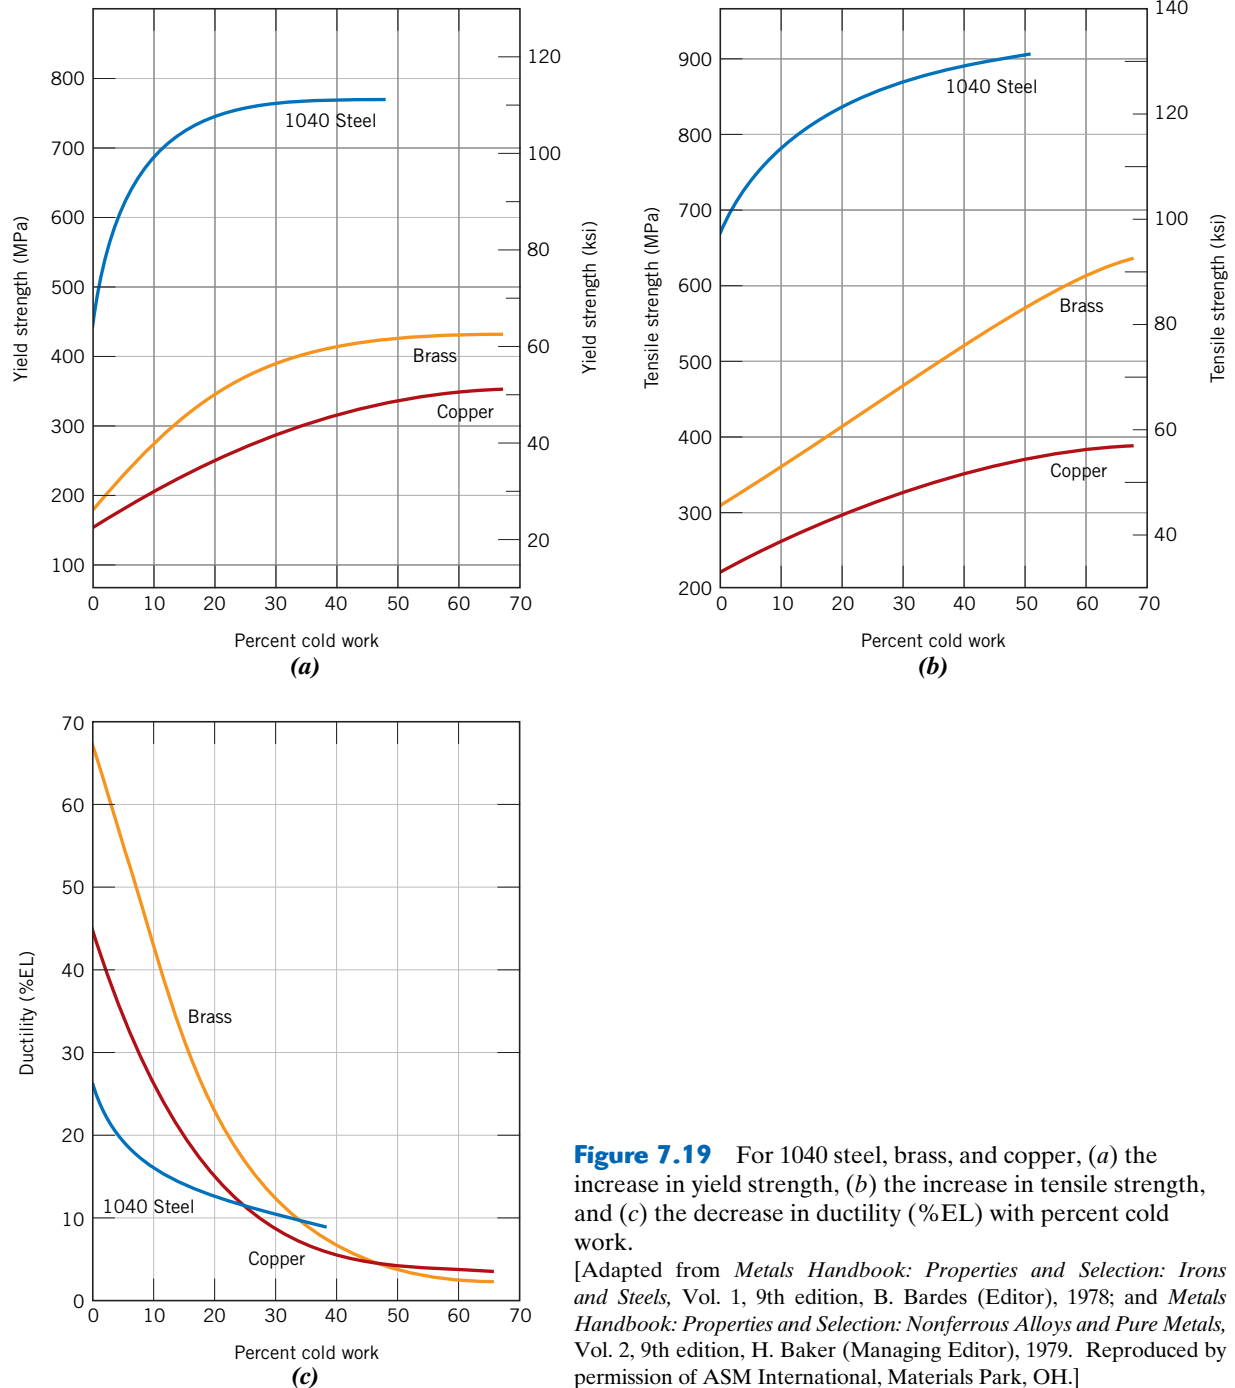 800
700
600
500
400
300
200
100
Yield strength (MPa)
120
100
80
60
40
20
Yield strength (ksi)
1040 Steel
Brass
Copper
0 10 20 30 40 50 60 70
Percent cold work
(a)
900
800
700
600
500
400
300
200
Tensile strength (MPa)
140
120
100
80
60
40
Tensile strength (ksi)
1040 Steel
Brass
Copper
0 10 20 30 40 50 60 70
Percent cold work
(b)
70
60
50
40
30
20
10
0
Ductility (%EL)
Brass
1040 Steel
Copper
0 10 20 30 40 50 60 70
Percent cold work
(c)
Figure 7.19 For 1040 steel, brass, and copper, (a) the
increase in yield strength, (b) the increase in tensile strength,
and (c) the decrease in ductility (%EL) with percent cold
work.
[Adapted from Metals Handbook: Properties and Selection: Irons
and Steels, Vol. 1, 9th edition, B. Bardes (Editor), 1978; and Metals
Handbook: Properties and Selection: Nonferrous Alloys and Pure Metals,
Vol. 2, 9th edition, H. Baker (Managing Editor), 1979. Reproduced by
permission of ASM International, Materials Park, OH.]